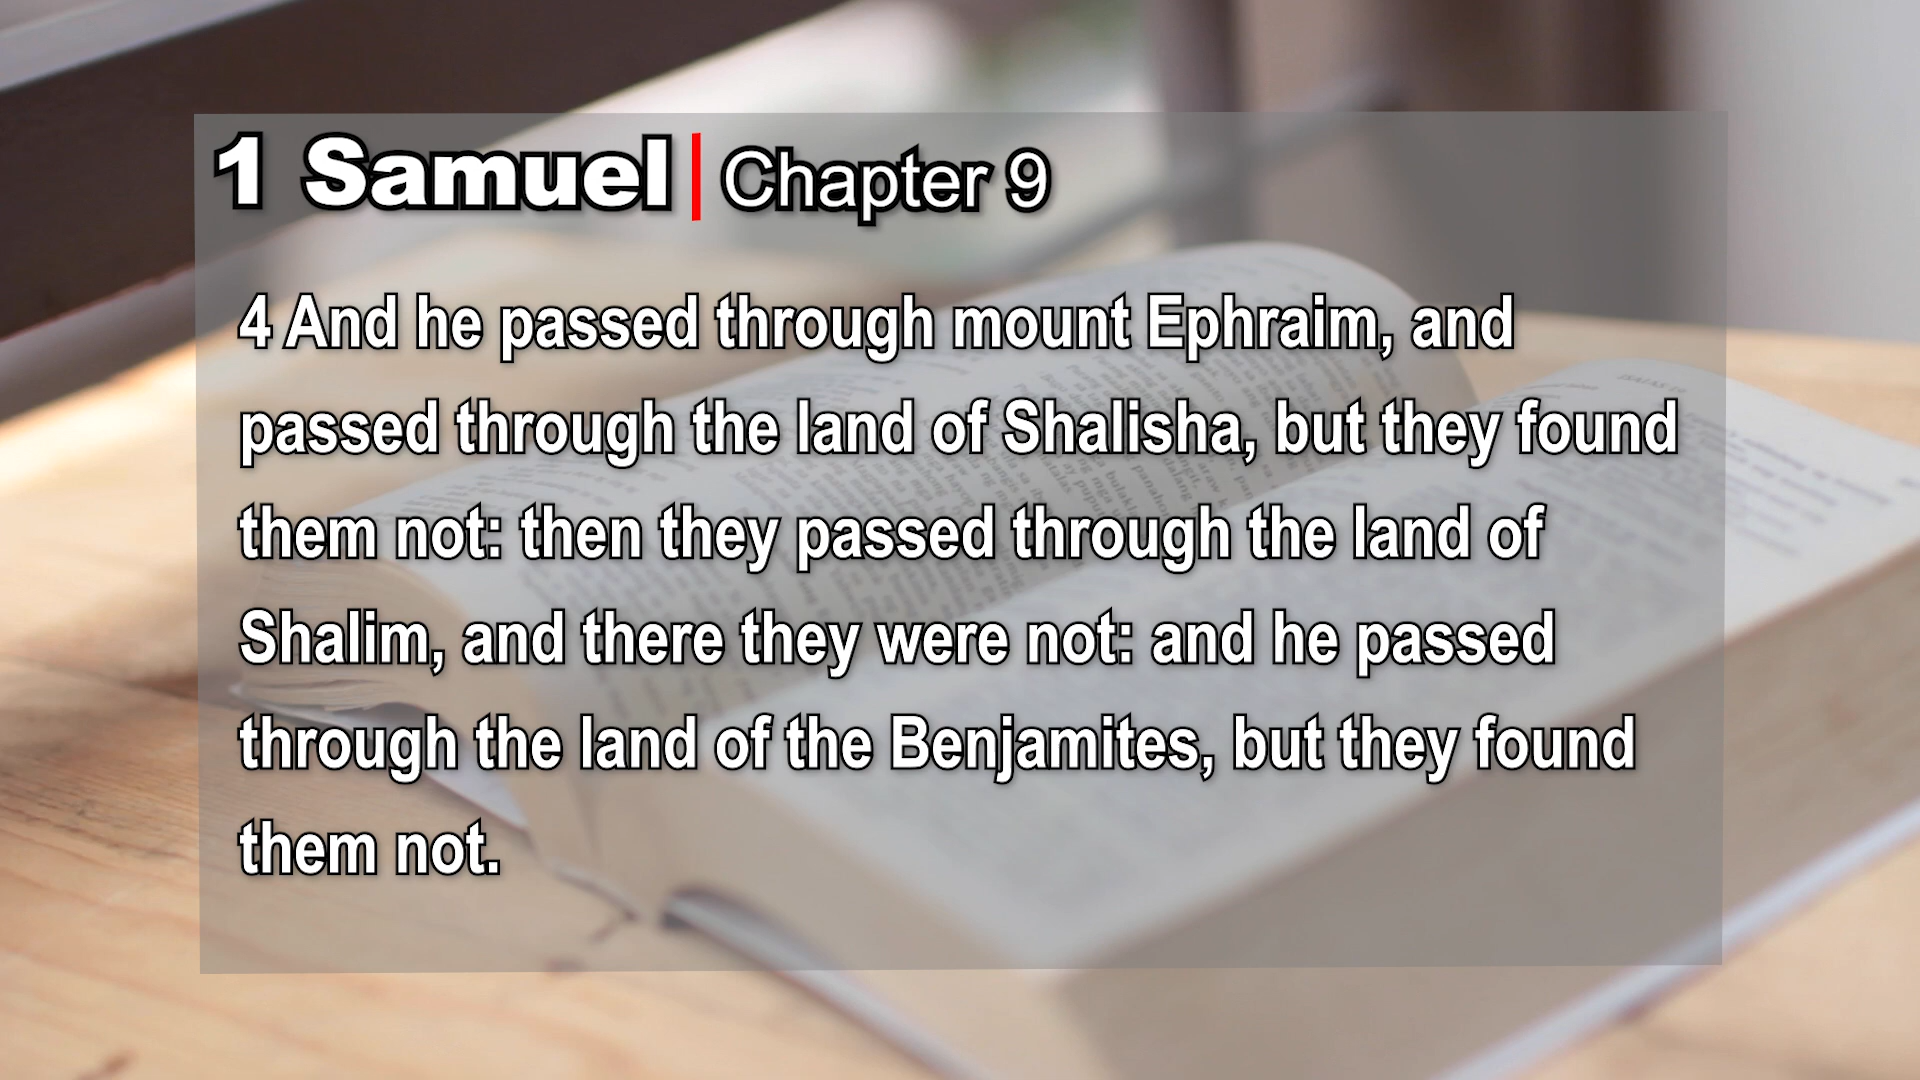 1 Samuel | Chapter 9
4 And he passed through mount Ephraim, and
passed through the land of Shalisha, but they found
them not: then they passed through the land of
Shalim, and there they were not: and he passed
through the land of the Benjamites, but they found
them not.